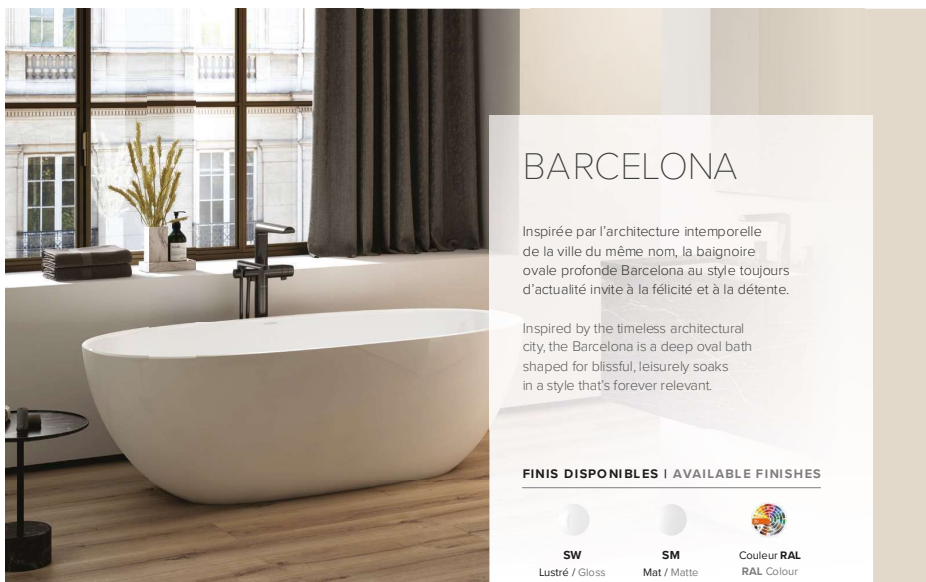 BARCELONA
Inspirée par l’architecture intemporelle
de la ville du même nom, la baignoire
ovale profonde Barcelona au style toujours
d’actualité invite à la félicité et à la détente.
Inspired by the timeless architectural
city, the Barcelona is a deep oval bath
shaped for blissful, leisurely soaks
in a style that’s forever relevant.
FINIS DISPONIBLES | AVAILABLE FINISHES
SW
Lustré / Gloss
SM
Mat / Matte
Couleur RAL
RAL Colour